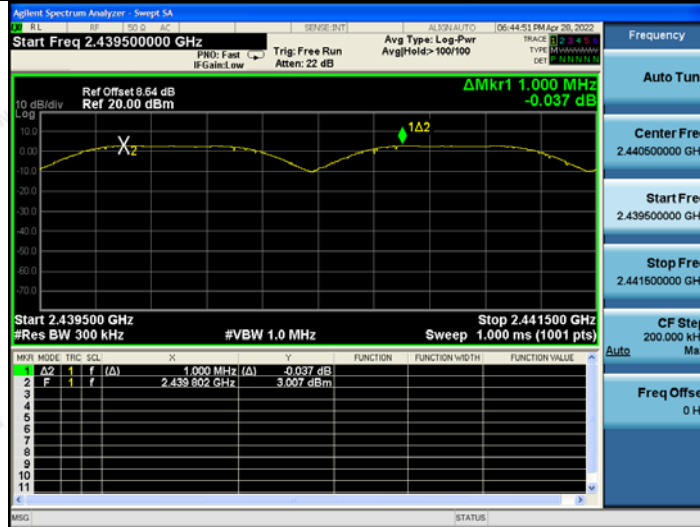 Agilent Spectrum Analyzer - Swept SA
RL RF 50 Ω AC SENSE:INT ALIGNAUTO 06:44:51 PM Apr 28, 2022
Start Freq 2.439500000 GHz
PNO: Fast
IFGain:Low
Trig: Free Run
Atten: 22 dB
Avg Type: Log-Pwr
Avg|Hold:> 100/100
TRACE 1 2 3 4 5 6
TYPE
DET P N N N N N
ΔMkr1 1.000 MHz
-0.037 dB
Ref Offset 8.64 dB
10 dB/div Ref 20.00 dBm
Log
10.0
0.00
-10.0
-20.0
-30.0
-40.0
-50.0
-60.0
-70.0
X2
1Δ2
Start 2.439500 GHz Stop 2.441500 GHz
#Res BW 300 kHz #VBW 1.0 MHz Sweep 1.000 ms (1001 pts)
MKR MODE TRC SCL X Y FUNCTION FUNCTION WIDTH FUNCTION VALUE
1 Δ2 1 f (Δ) 1.000 MHz (Δ) -0.037 dB
2 F 1 f 2.439 802 GHz 3.007 dBm
3
4
5
6
7
8
9
10
11
MSG STATUS
Frequency
Auto Tun
Center Fre
2.440500000 GH
Start Fre
2.439500000 GH
Stop Fre
2.441500000 GH
CF Ste
200.000 kH
Auto Ma
Freq Offse
0 H